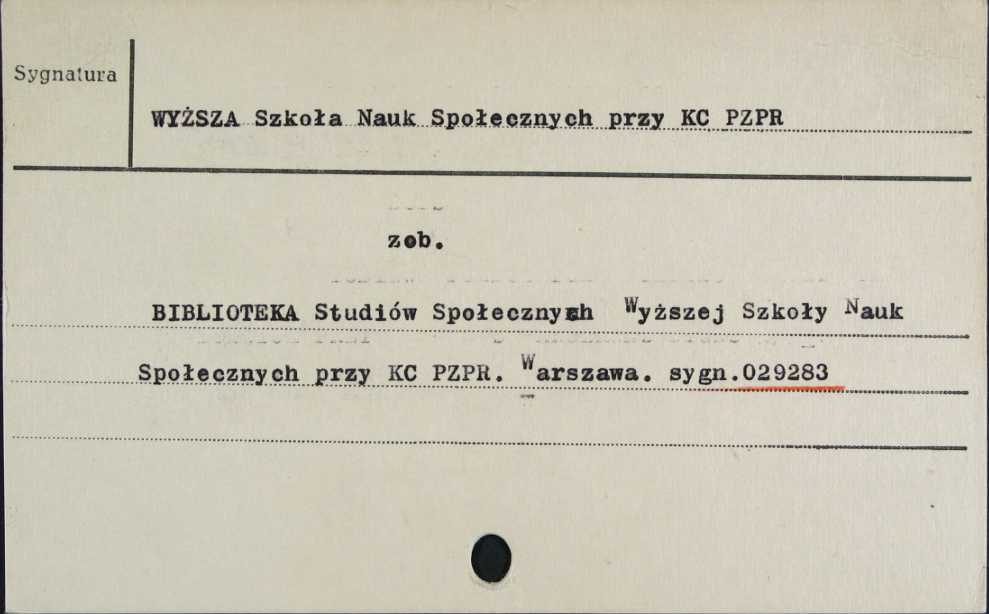 Sygnatura
WYŻSZA Szkoła Nauk Społecznych przy KC PZPR
zob.
BIBLIOTEKA Studiów Społecznych Wyższej Szkoły Nauk
Społecznych przy KC PZPR. Warszawa. sygn.029283